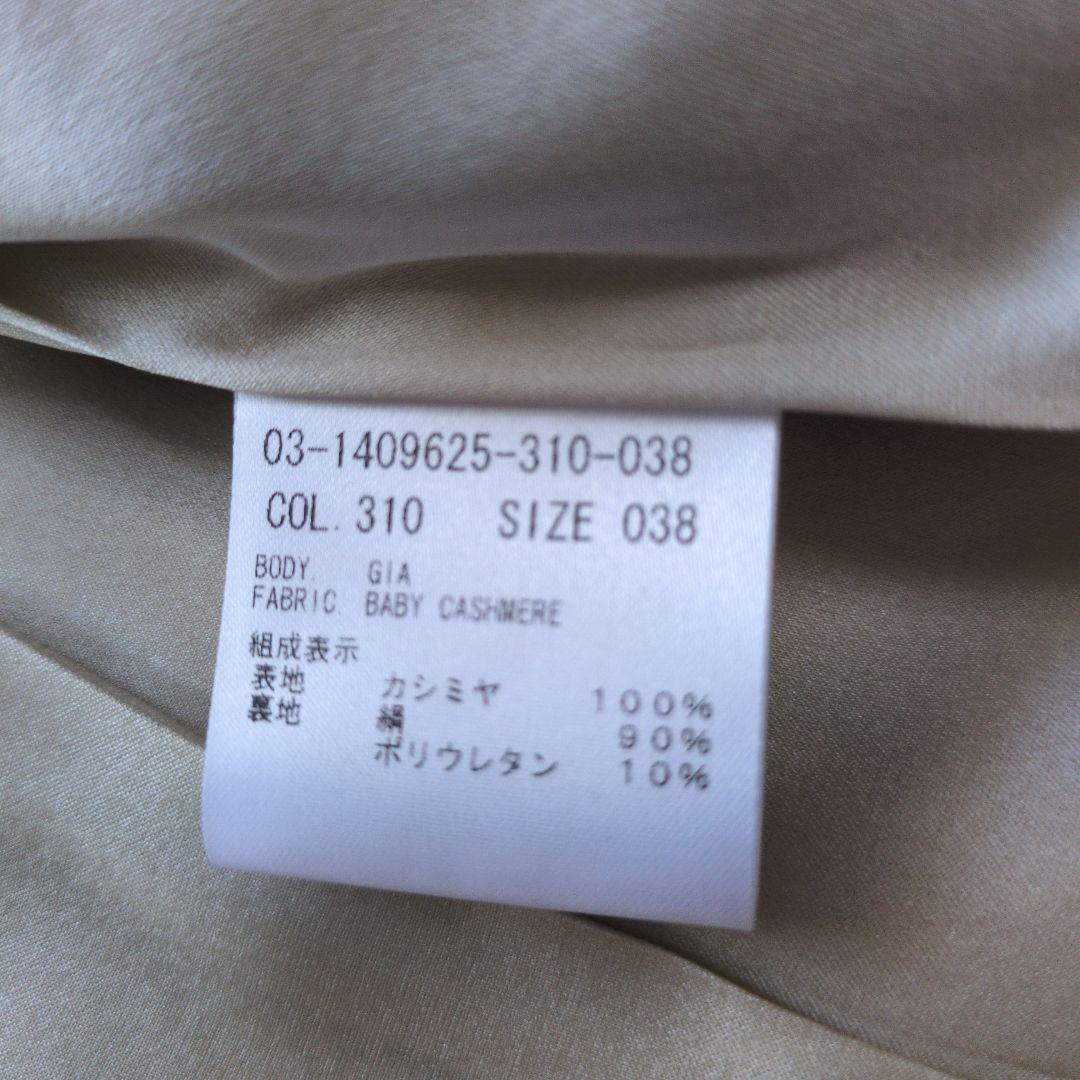 03-1409625-310-038
COL. 310 SIZE 038
BODY. GIA
FABRIC. BABY CASHMERE
組成表示
表地 カシミヤ 100%
裏地 絹 90%
ポリウレタン 10%